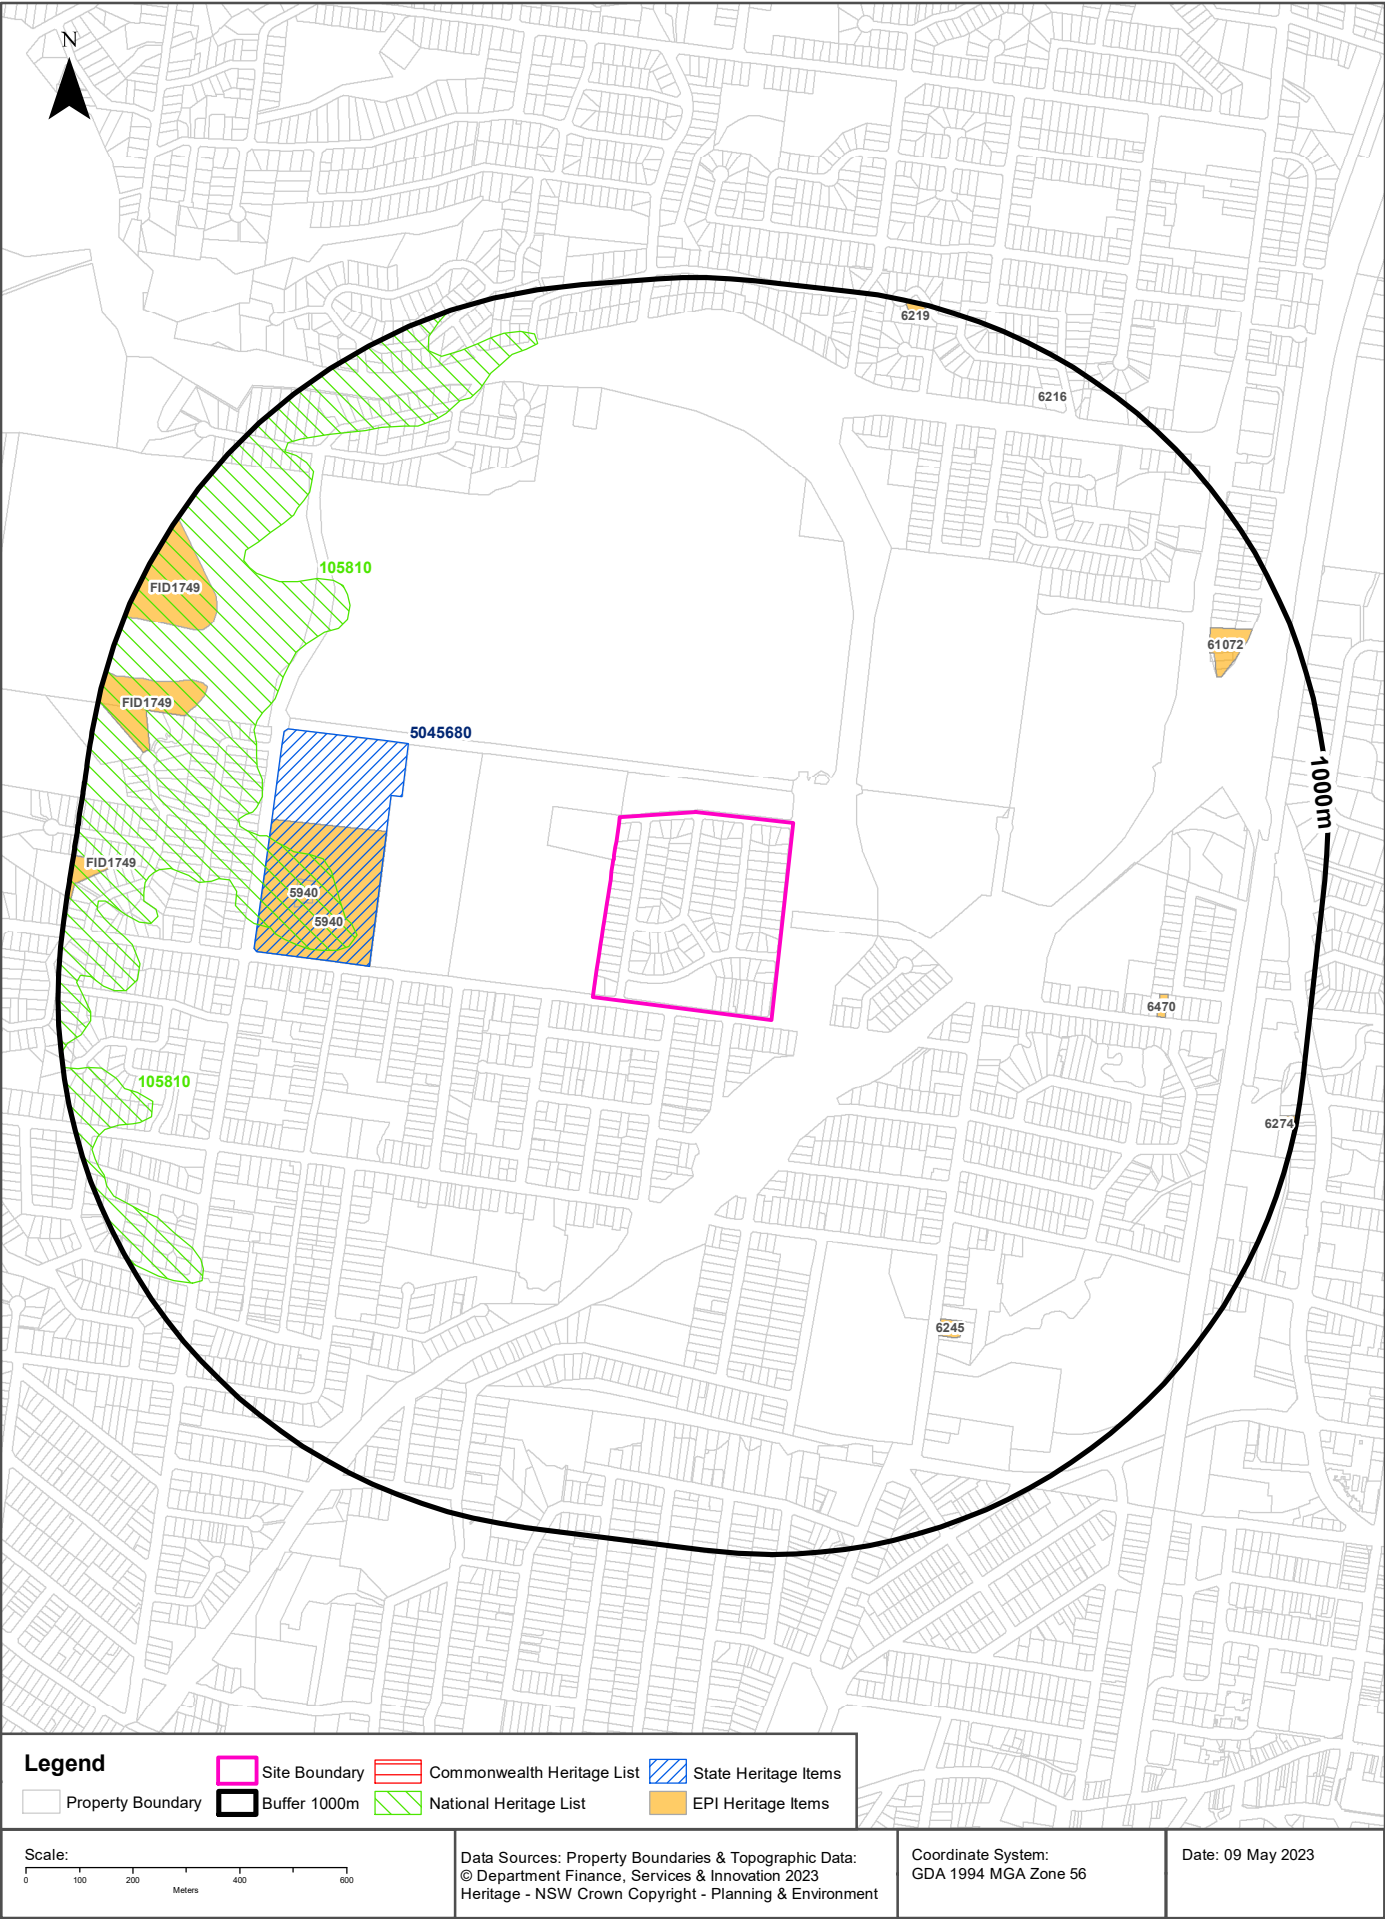 N
6219
6216
105810
FID1749
61072
FID1749
5045680
1000m
FID1749
5940
5940
6470
105810
6274
6245
Legend
Site Boundary
Commonwealth Heritage List
State Heritage Items
Property Boundary
Buffer 1000m
National Heritage List
EPI Heritage Items
Scale:
0 100 200 400 600
Meters
Data Sources: Property Boundaries & Topographic Data:
© Department Finance, Services & Innovation 2023
Heritage - NSW Crown Copyright - Planning & Environment
Coordinate System:
GDA 1994 MGA Zone 56
Date: 09 May 2023